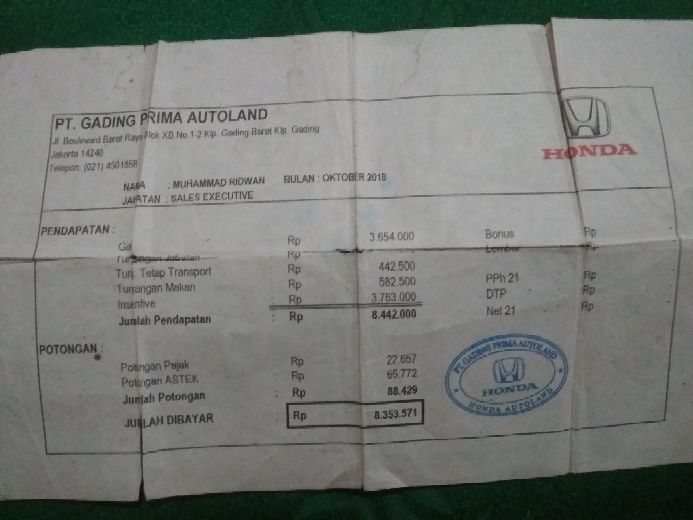 PT. GADING PRIMA AUTOLAND
Jl. Boulevard Barat Raya Blok XB No.1-2 Klp. Gading Barat Klp. Gading
Jakarta 14240
Telepon: (021) 4501858
HONDA
NAMA : MUHAMMAD RIDWAN BULAN : OKTOBER 2018
JABATAN : SALES EXECUTIVE
PENDAPATAN :
Gaji : Rp 3.654.000 Bonus Rp
Tunjangan Jabatan Rp Lembur
Tunj. Tetap Transport : Rp 442.500 PPh 21 Rp
Tunjangan Makan : Rp 582.500 DTP Rp
Insentive : Rp 3.763.000 Net 21 Rp
Jumlah Pendapatan : Rp 8.442.000
POTONGAN :
Potongan Pajak : Rp 22.657
Potongan ASTEK : Rp 65.772
Jumlah Potongan : Rp 88.429
JUMLAH DIBAYAR Rp 8.353.571
PT. GADING PRIMA AUTOLAND
HONDA
HONDA AUTOLAND